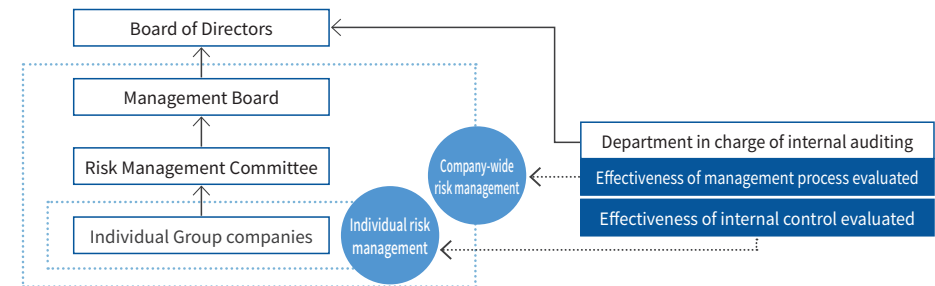 Board of Directors
Management Board
Risk Management Committee
Individual Group companies
Company-wide
risk management
Individual risk
management
Department in charge of internal auditing
Effectiveness of management process evaluated
Effectiveness of internal control evaluated